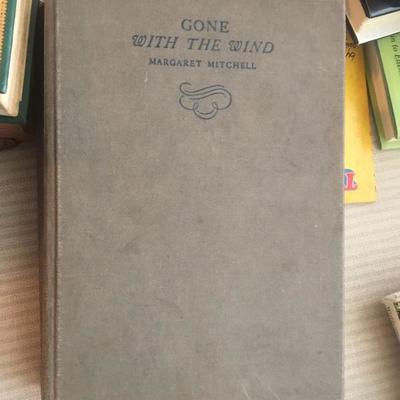 GONE
WITH THE WIND
MARGARET MITCHELL